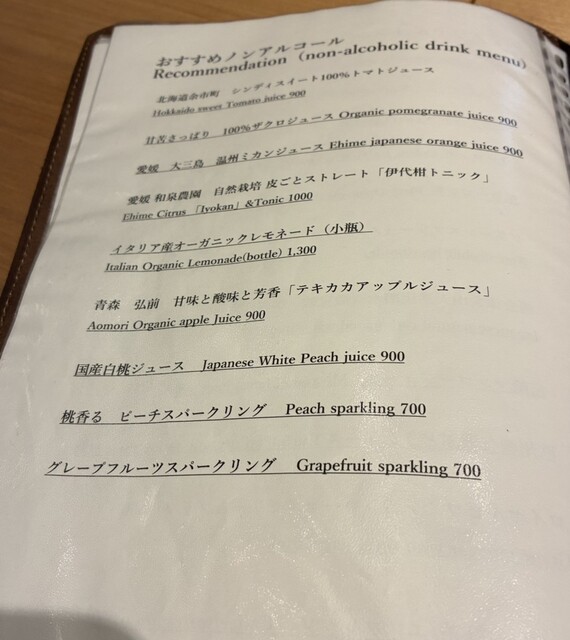 おすすめノンアルコール
Recommendation（non-alcoholic drink menu）
北海道余市町　シンディスイート100%トマトジュース
Hokkaido sweet Tomato juice 900
甘苦さっぱり　100%ザクロジュース Organic pomegranate juice 900
愛媛　大三島　温州ミカンジュース Ehime japanese orange juice 900
愛媛 和泉農園　自然栽培 皮ごとストレート「伊代柑トニック」
Ehime Citrus 「Iyokan」&Tonic 1000
イタリア産オーガニックレモネード（小瓶）
Italian Organic Lemonade(bottle) 1,300
青森　弘前　甘味と酸味と芳香「テキカカアップルジュース」
Aomori Organic apple Juice 900
国産白桃ジュース　Japanese White Peach juice 900
桃香る　ピーチスパークリング　Peach sparkling 700
グレープフルーツスパークリング　Grapefruit sparkling 700